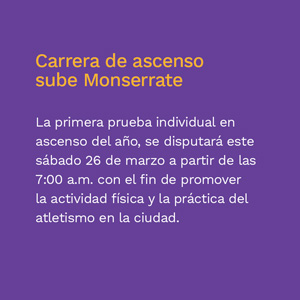 Carrera de ascenso
sube Monserrate
La primera prueba individual en
ascenso del año, se disputará este
sábado 26 de marzo a partir de las
7:00 a.m. con el fin de promover
la actividad física y la práctica del
atletismo en la ciudad.